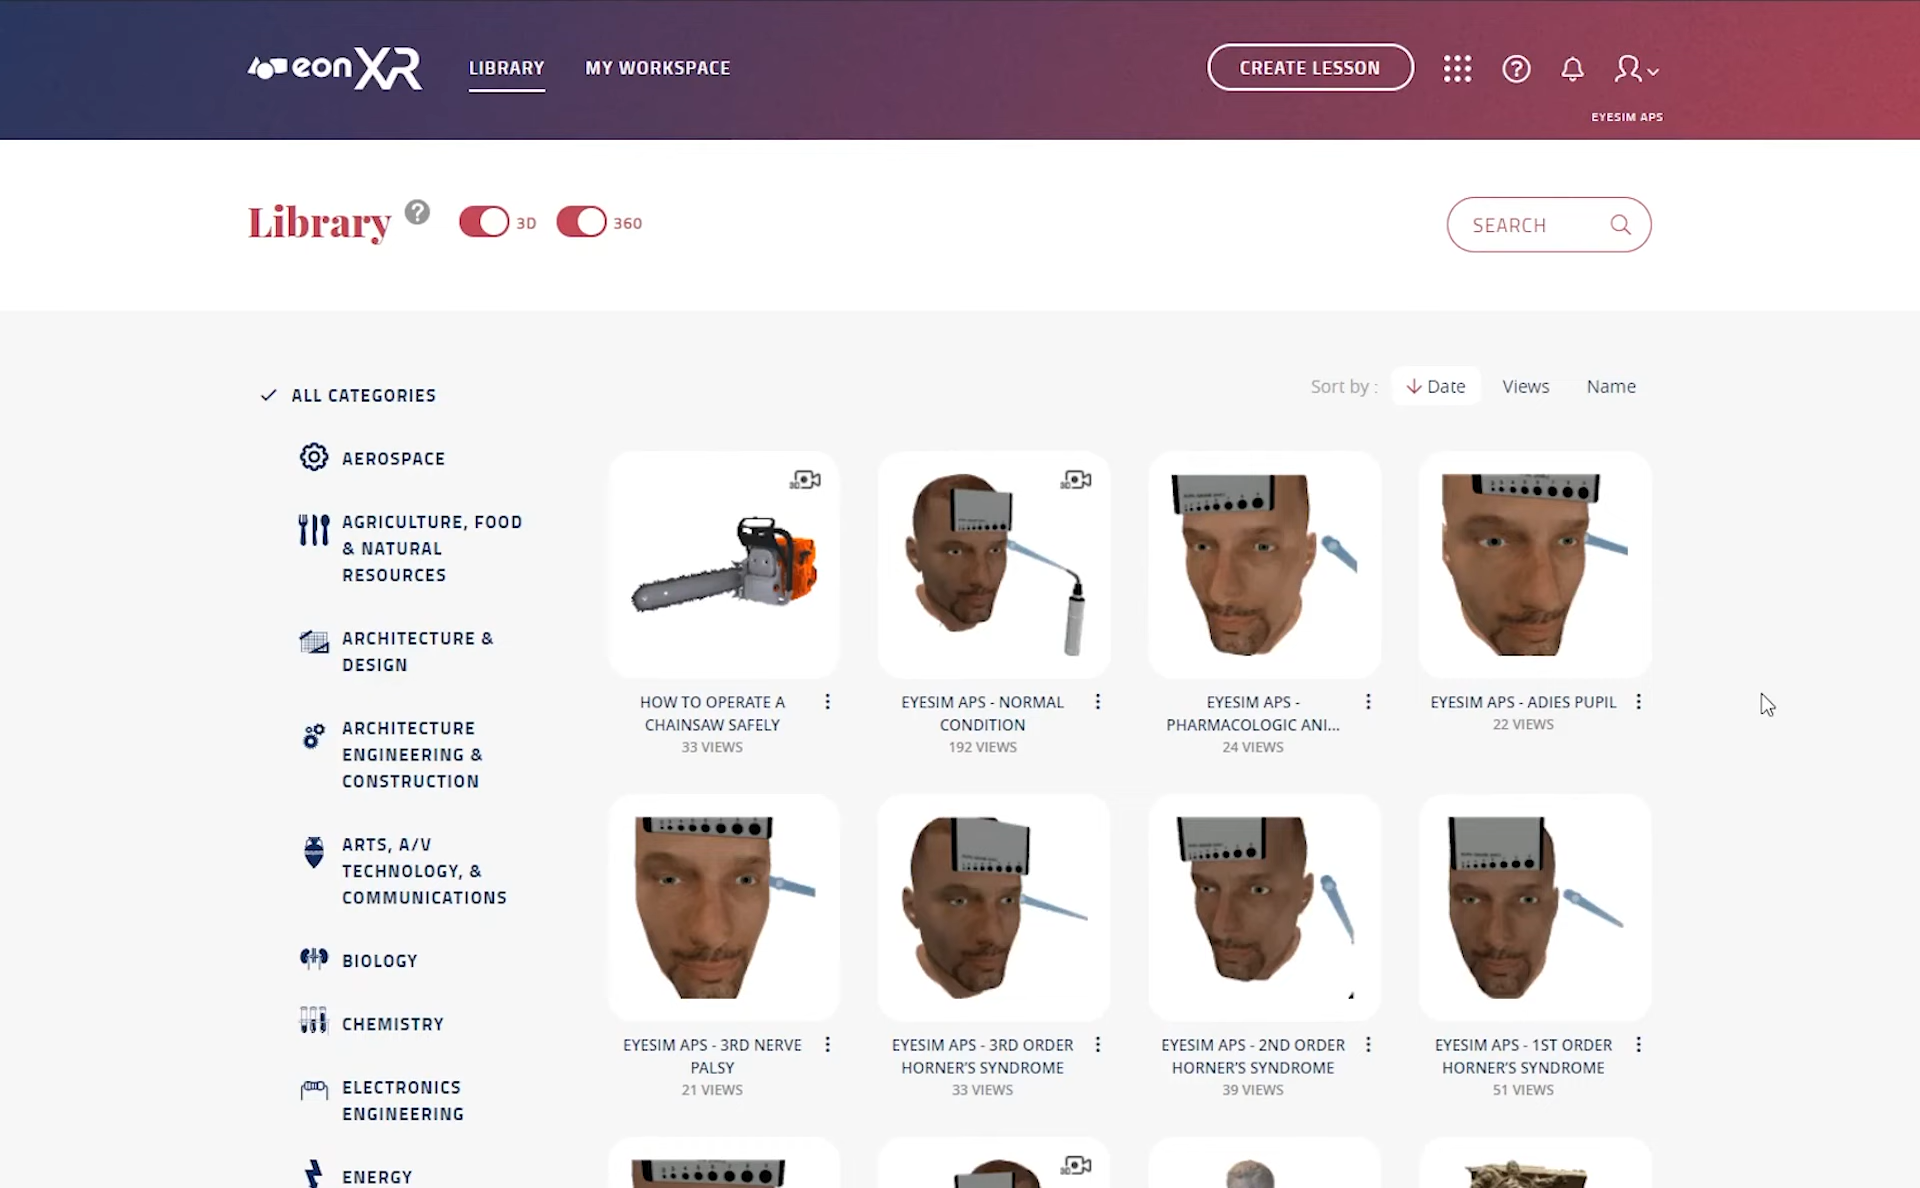 eonXR
LIBRARY
MY WORKSPACE
CREATE LESSON
EYESIM APS
Library
3D
360
SEARCH
ALL CATEGORIES
AEROSPACE
AGRICULTURE, FOOD
& NATURAL
RESOURCES
ARCHITECTURE &
DESIGN
ARCHITECTURE
ENGINEERING &
CONSTRUCTION
ARTS, A/V
TECHNOLOGY, &
COMMUNICATIONS
BIOLOGY
CHEMISTRY
ELECTRONICS
ENGINEERING
ENERGY
Sort by :
Date
Views
Name
HOW TO OPERATE A
CHAINSAW SAFELY
33 VIEWS
EYESIM APS - NORMAL
CONDITION
192 VIEWS
EYESIM APS -
PHARMACOLOGIC ANI...
24 VIEWS
EYESIM APS - ADIES PUPIL
22 VIEWS
EYESIM APS - 3RD NERVE
PALSY
21 VIEWS
EYESIM APS - 3RD ORDER
HORNER'S SYNDROME
33 VIEWS
EYESIM APS - 2ND ORDER
HORNER'S SYNDROME
39 VIEWS
EYESIM APS - 1ST ORDER
HORNER'S SYNDROME
51 VIEWS